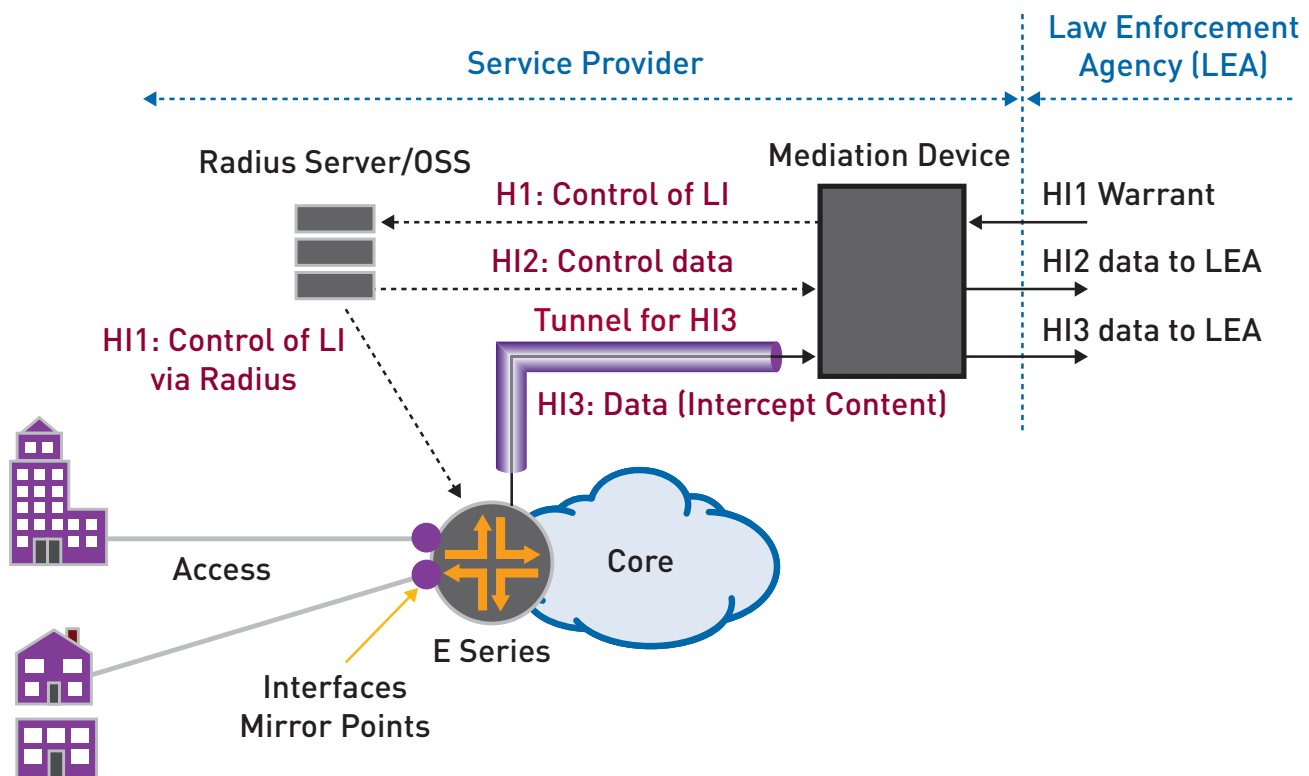 Service Provider
Law Enforcement
Agency (LEA)
Radius Server/OSS
Mediation Device
H1: Control of LI
HI1 Warrant
HI2: Control data
HI2 data to LEA
Tunnel for HI3
HI3 data to LEA
HI1: Control of LI
via Radius
HI3: Data (Intercept Content)
Access
Core
E Series
Interfaces
Mirror Points